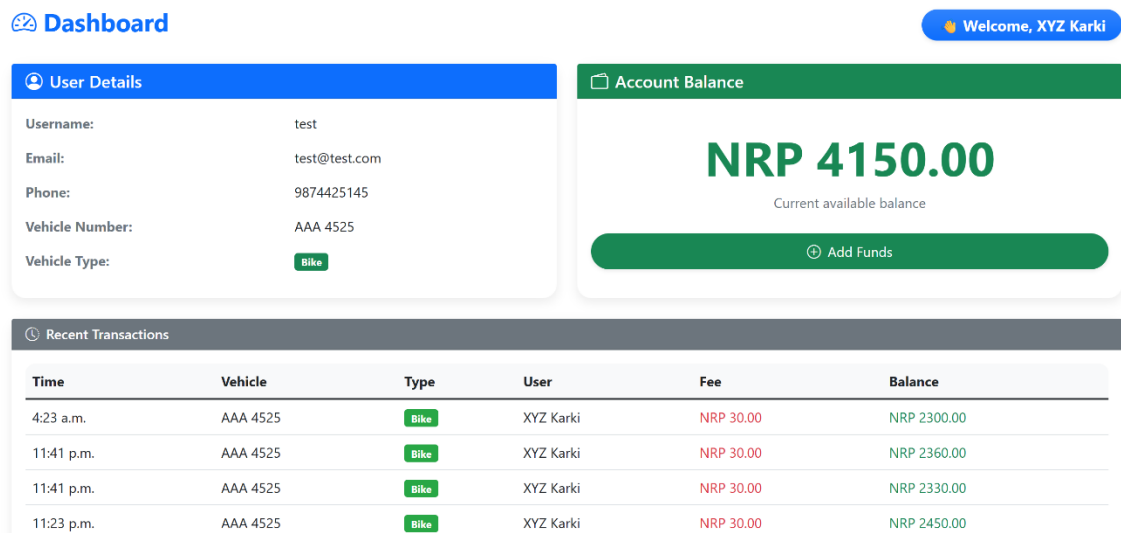 Dashboard
👋 Welcome, XYZ Karki
User Details
Username: test
Email: test@test.com
Phone: 9874425145
Vehicle Number: AAA 4525
Vehicle Type: Bike
Account Balance
NRP 4150.00
Current available balance
Add Funds
Recent Transactions
Time Vehicle Type User Fee Balance
4:23 a.m. AAA 4525 Bike XYZ Karki NRP 30.00 NRP 2300.00
11:41 p.m. AAA 4525 Bike XYZ Karki NRP 30.00 NRP 2360.00
11:41 p.m. AAA 4525 Bike XYZ Karki NRP 30.00 NRP 2330.00
11:23 p.m. AAA 4525 Bike XYZ Karki NRP 30.00 NRP 2450.00